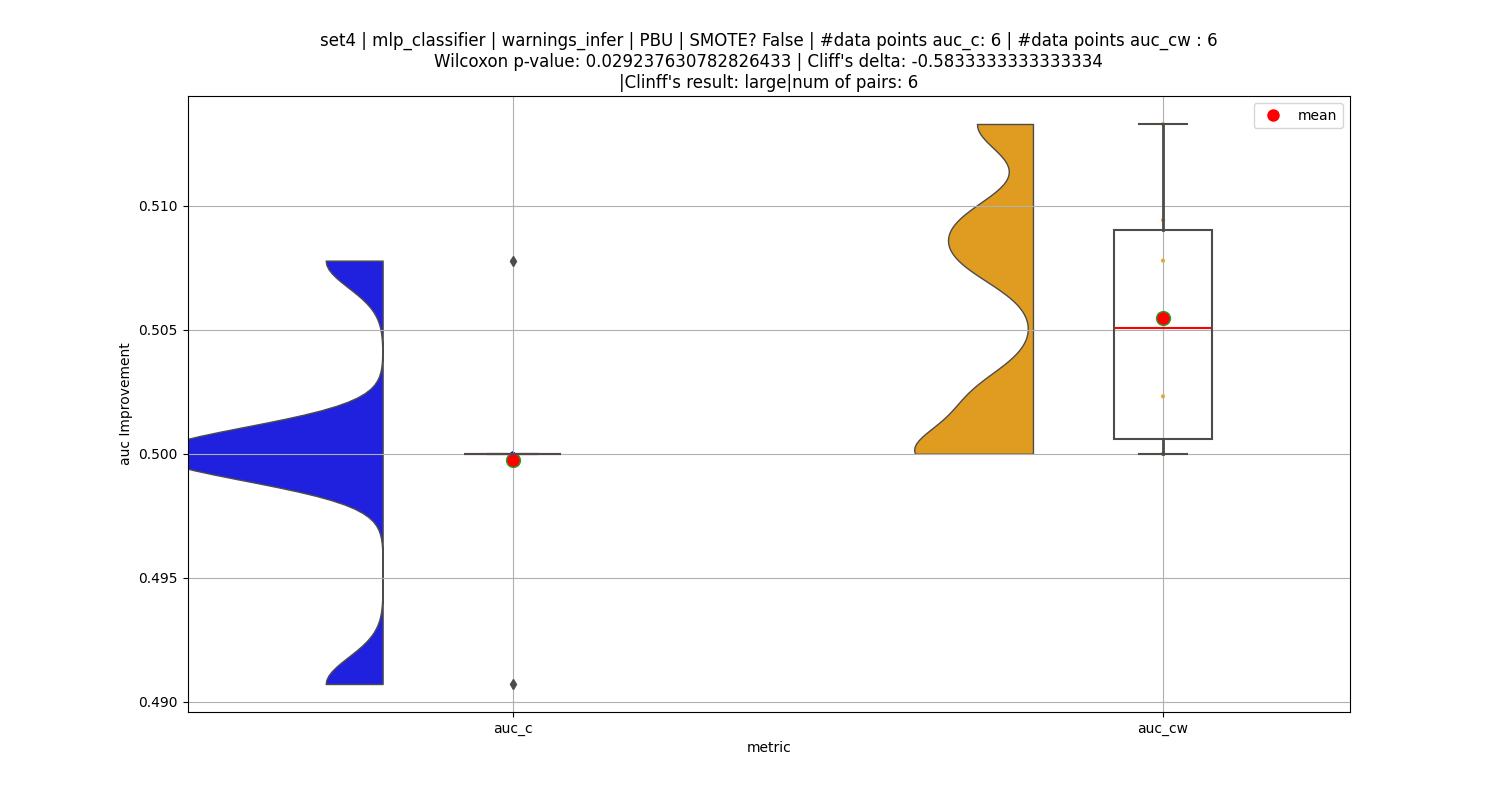 set4 | mlp_classifier | warnings_infer | PBU | SMOTE? False | #data points auc_c: 6 | #data points auc_cw : 6
Wilcoxon p-value: 0.029237630782826433 | Cliff's delta: -0.5833333333333334
|Clinff's result: large|num of pairs: 6
mean
0.510
0.505
0.500
0.495
0.490
auc Improvement
auc_c
auc_cw
metric